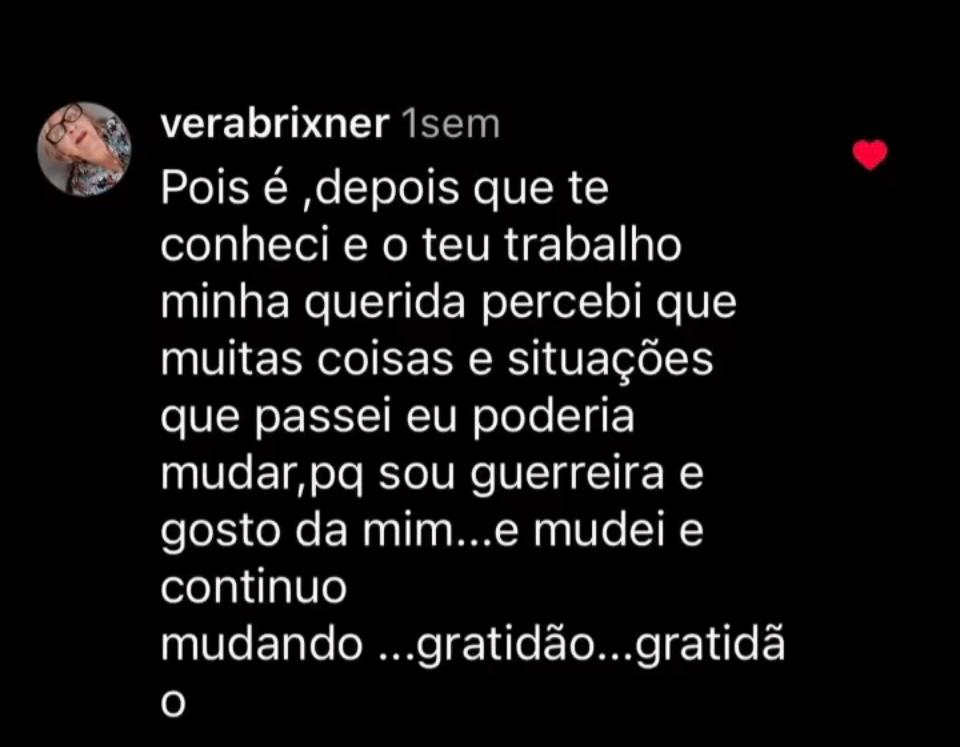 verabrixner 1sem
Pois é ,depois que te
conheci e o teu trabalho
minha querida percebi que
muitas coisas e situações
que passei eu poderia
mudar,pq sou guerreira e
gosto da mim...e mudei e
continuo
mudando ...gratidão...gratidã
o